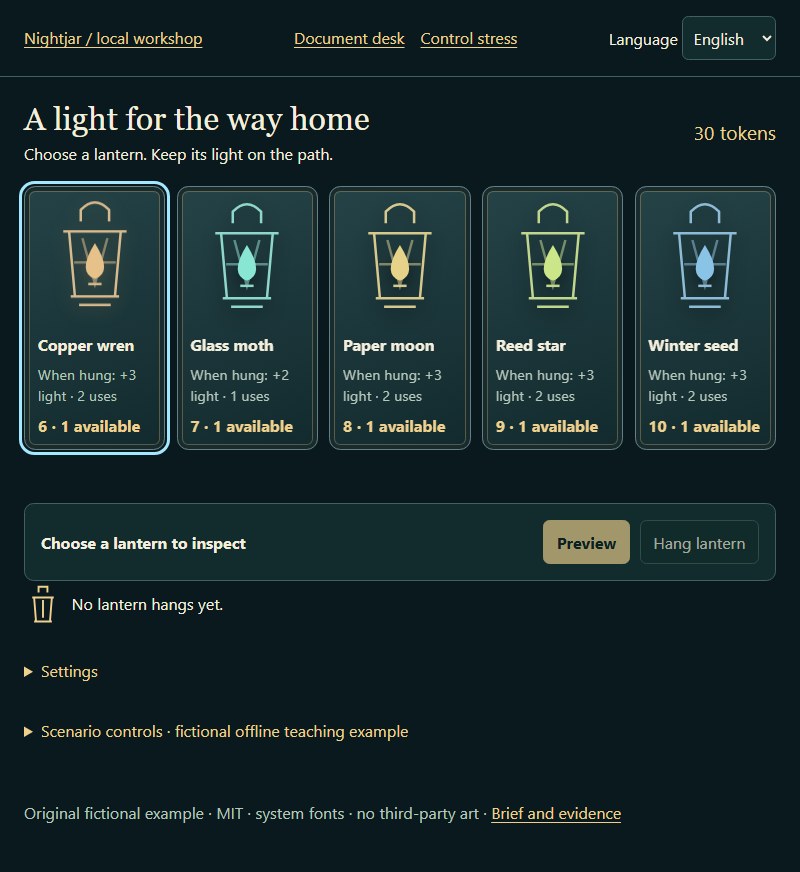 Nightjar / local workshop
Document desk
Control stress
Language
English
A light for the way home
Choose a lantern. Keep its light on the path.
30 tokens
Copper wren
When hung: +3
light · 2 uses
6 · 1 available
Glass moth
When hung: +2
light · 1 uses
7 · 1 available
Paper moon
When hung: +3
light · 2 uses
8 · 1 available
Reed star
When hung: +3
light · 2 uses
9 · 1 available
Winter seed
When hung: +3
light · 2 uses
10 · 1 available
Choose a lantern to inspect
Preview
Hang lantern
No lantern hangs yet.
Settings
Scenario controls · fictional offline teaching example
Original fictional example · MIT · system fonts · no third-party art · Brief and evidence